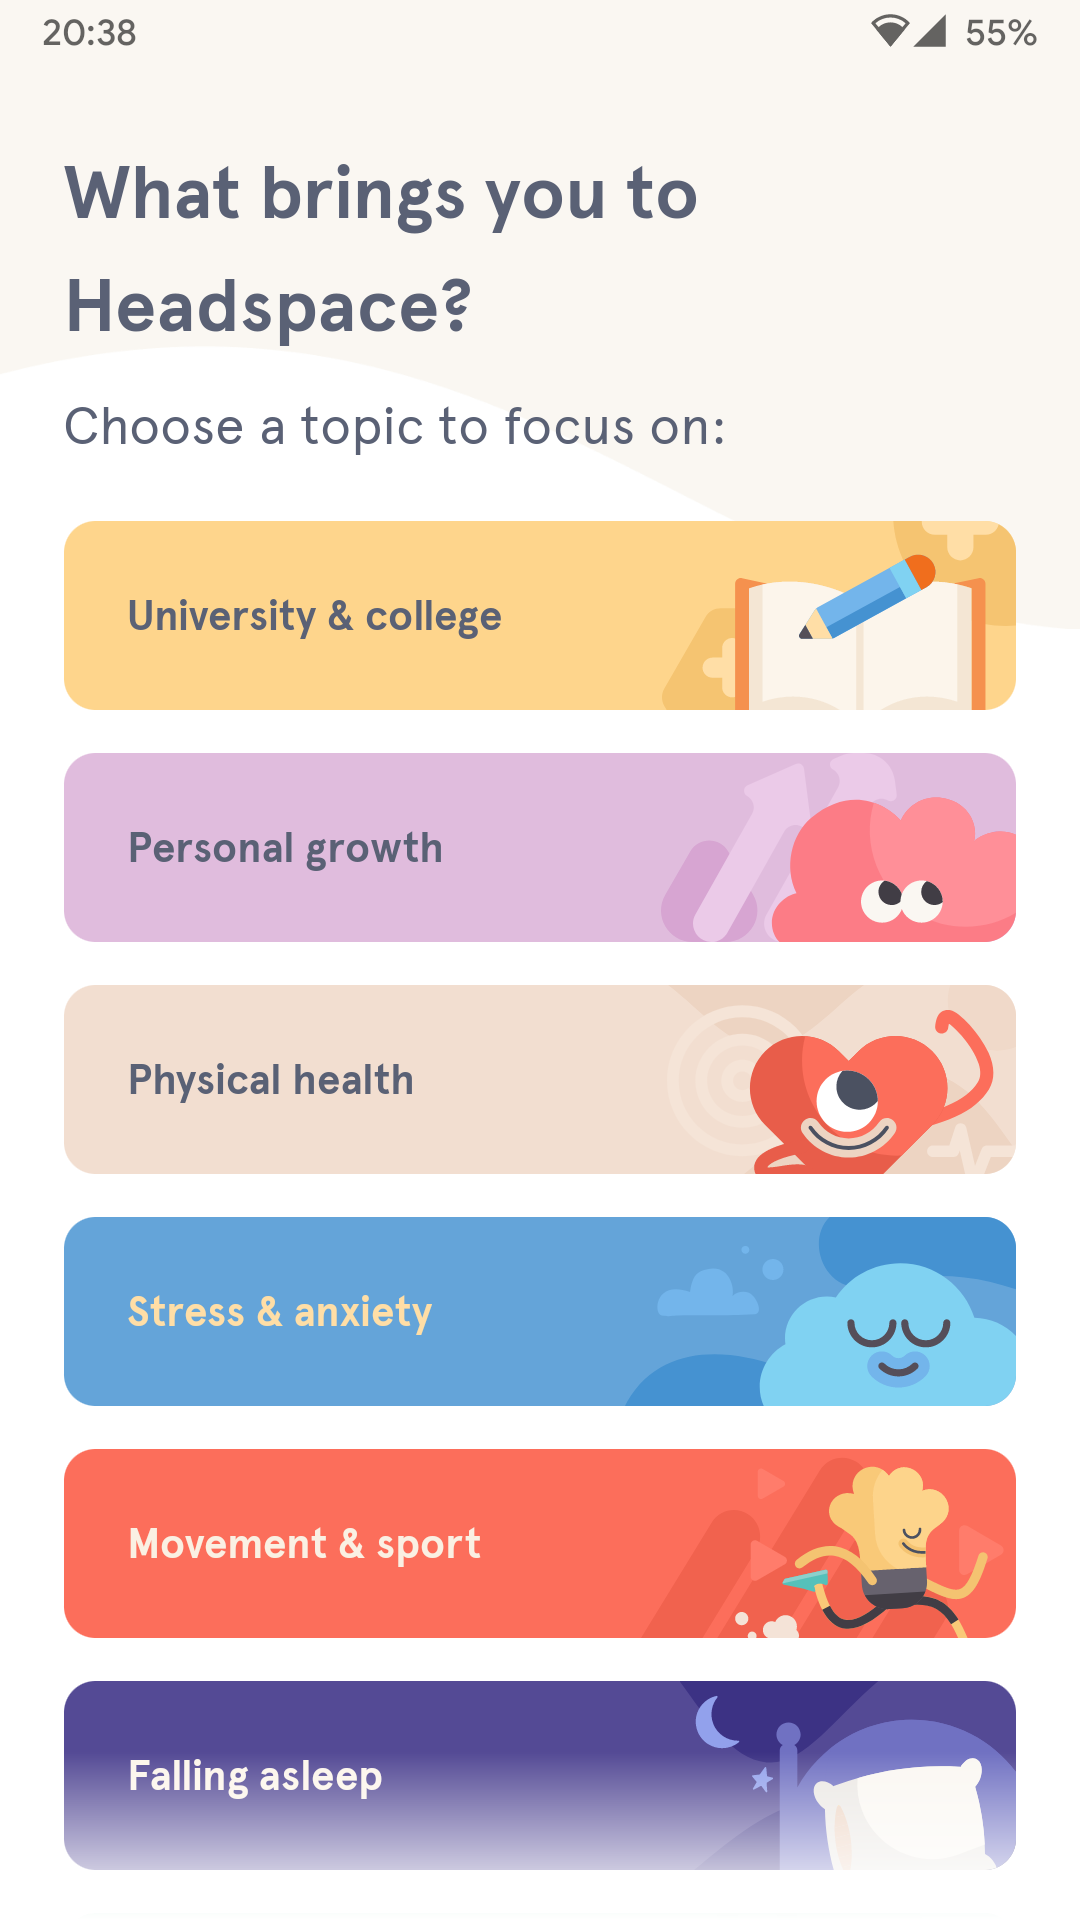 20:38
55%
What brings you to
Headspace?
Choose a topic to focus on:
University & college
Personal growth
Physical health
Stress & anxiety
Movement & sport
Falling asleep